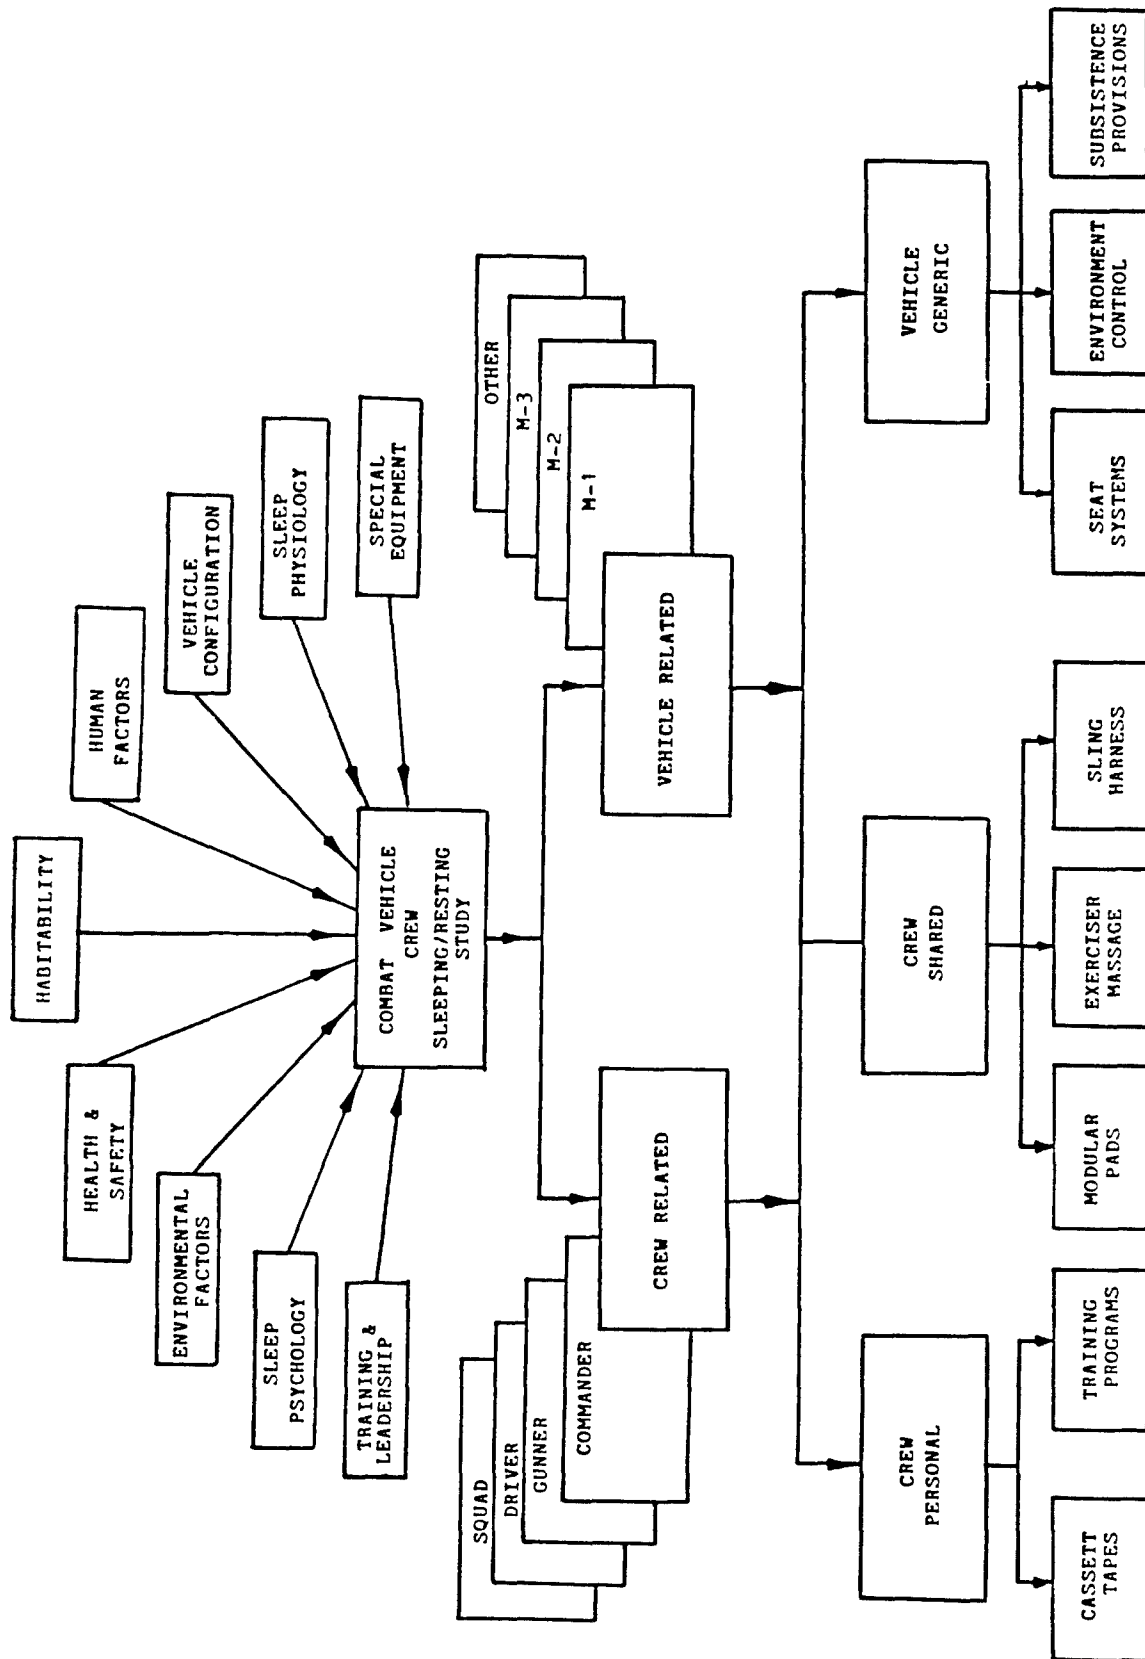 HABITABILITY
HEALTH &
SAFETY
HUMAN
FACTORS
ENVIRONMENTAL
FACTORS
VEHICLE
CONFIGURATION
SLEEP
PSYCHOLOGY
SLEEP
PHYSIOLOGY
TRAINING &
LEADERSHIP
SPECIAL
EQUIPMENT
COMBAT VEHICLE
CREW
SLEEPING/RESTING
STUDY
SQUAD
DRIVER
GUNNER
COMMANDER
CREW RELATED
OTHER
M-3
M-2
M-1
VEHICLE RELATED
CREW
PERSONAL
CREW
SHARED
VEHICLE
GENERIC
CASSETT
TAPES
TRAINING
PROGRAMS
MODULAR
PADS
EXERCISER
MASSAGE
SLING
HARNESS
SEAT
SYSTEMS
ENVIRONMENT
CONTROL
SUBSISTENCE
PROVISIONS